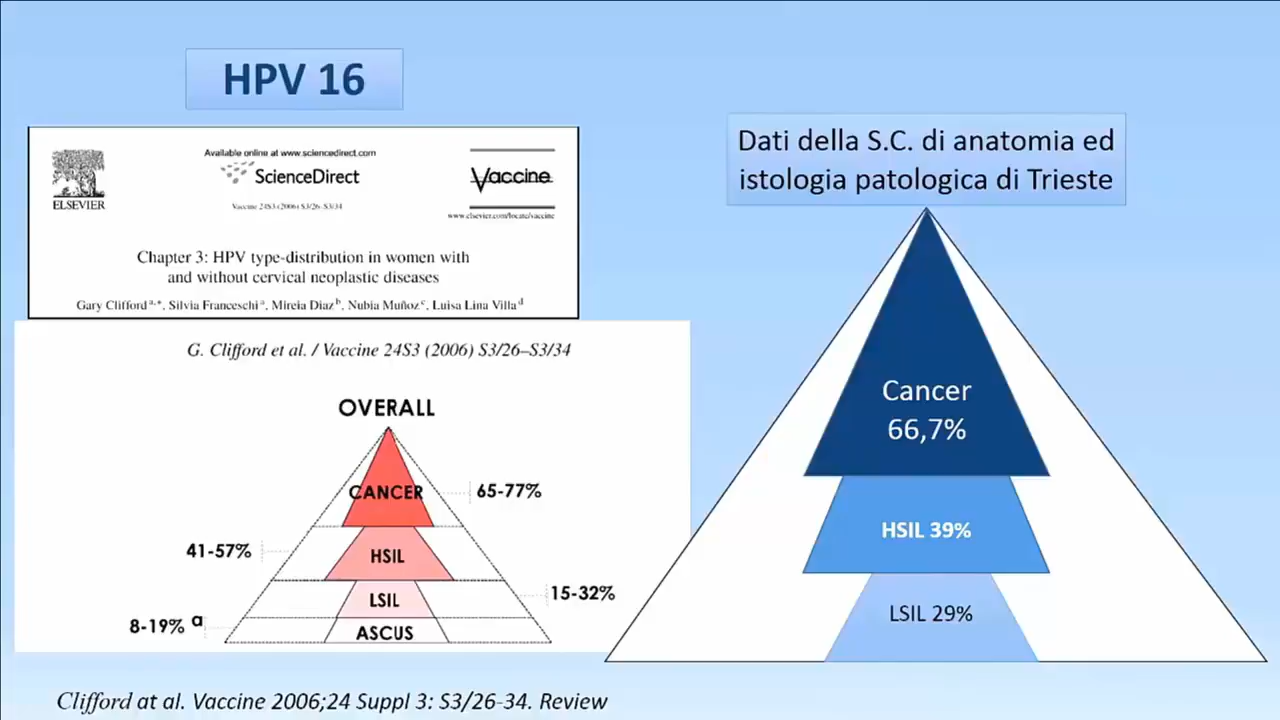 HPV 16
Available online at www.sciencedirect.com
ScienceDirect
ELSEVIER
Vaccine 24S3 (2006) S3/26–S3/34
Vaccine
www.elsevier.com/locate/vaccine
Chapter 3: HPV type-distribution in women with
and without cervical neoplastic diseases
Gary Clifford a,*, Silvia Franceschi a, Mireia Diaz b, Nubia Muñoz c, Luisa Lina Villa d
G. Clifford et al. / Vaccine 24S3 (2006) S3/26–S3/34
OVERALL
CANCER
65-77%
41-57%
HSIL
LSIL
15-32%
8-19% a
ASCUS
Clifford at al. Vaccine 2006;24 Suppl 3: S3/26-34. Review
Dati della S.C. di anatomia ed
istologia patologica di Trieste
Cancer
66,7%
HSIL 39%
LSIL 29%